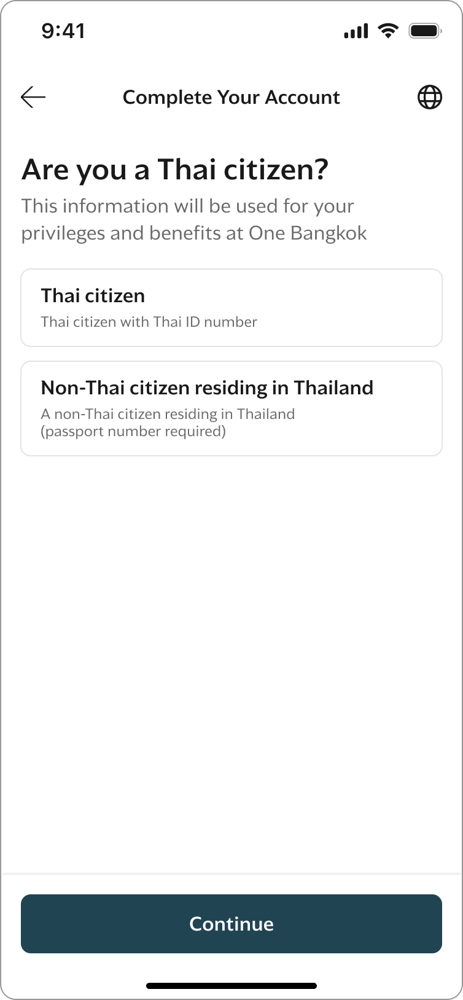 9:41
Complete Your Account
Are you a Thai citizen?
This information will be used for your
privileges and benefits at One Bangkok
Thai citizen
Thai citizen with Thai ID number
Non-Thai citizen residing in Thailand
A non-Thai citizen residing in Thailand
(passport number required)
Continue